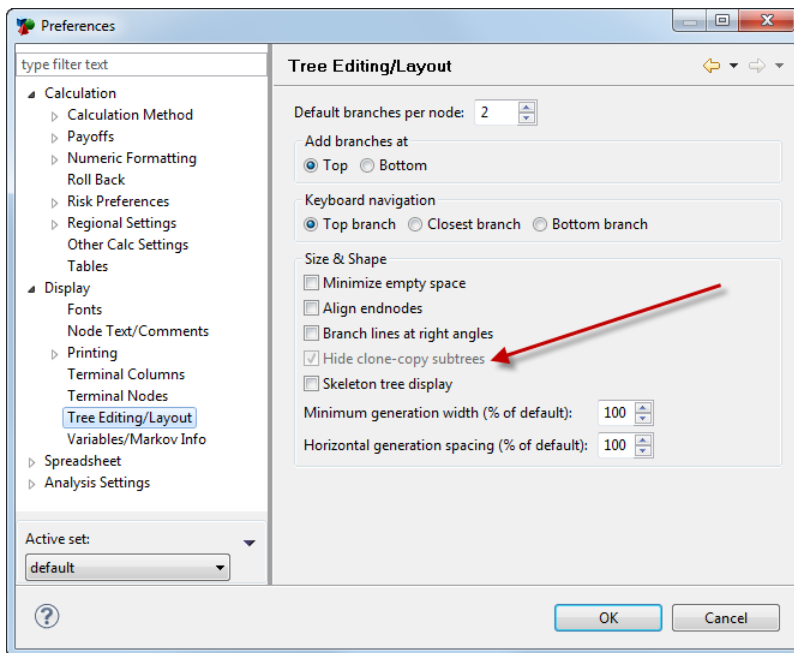 Preferences
type filter text
Calculation
Calculation Method
Payoffs
Numeric Formatting
Roll Back
Risk Preferences
Regional Settings
Other Calc Settings
Tables
Display
Fonts
Node Text/Comments
Printing
Terminal Columns
Terminal Nodes
Tree Editing/Layout
Variables/Markov Info
Spreadsheet
Analysis Settings
Active set:
default
Tree Editing/Layout
Default branches per node: 2
Add branches at
Top Bottom
Keyboard navigation
Top branch Closest branch Bottom branch
Size & Shape
Minimize empty space
Align endnodes
Branch lines at right angles
Hide clone-copy subtrees
Skeleton tree display
Minimum generation width (% of default): 100
Horizontal generation spacing (% of default): 100
? OK Cancel